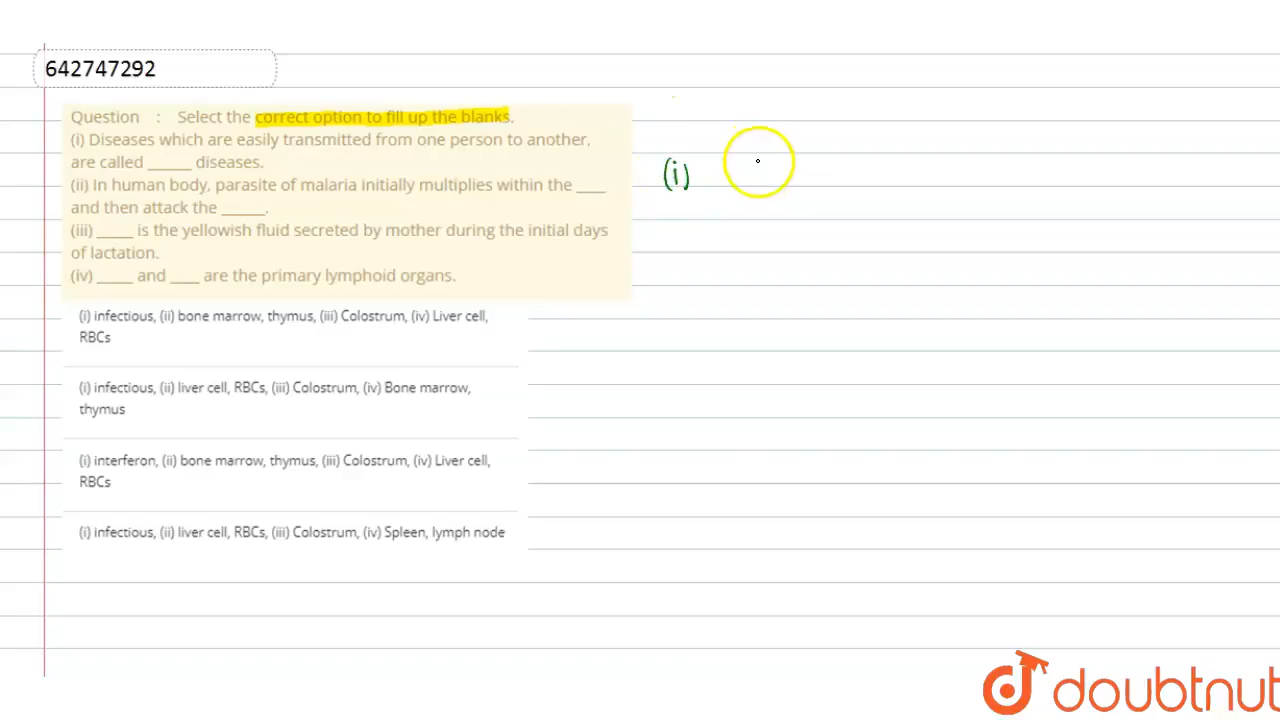 642747292
Question : Select the correct option to fill up the blanks.
(i) Diseases which are easily transmitted from one person to another,
are called ______ diseases.
(ii) In human body, parasite of malaria initially multiplies within the ____
and then attack the ______.
(iii) _____ is the yellowish fluid secreted by mother during the initial days
of lactation.
(iv) _____ and ____ are the primary lymphoid organs.
(i) infectious, (ii) bone marrow, thymus, (iii) Colostrum, (iv) Liver cell,
RBCs
(i) infectious, (ii) liver cell, RBCs, (iii) Colostrum, (iv) Bone marrow,
thymus
(i) interferon, (ii) bone marrow, thymus, (iii) Colostrum, (iv) Liver cell,
RBCs
(i) infectious, (ii) liver cell, RBCs, (iii) Colostrum, (iv) Spleen, lymph node
(i)
doubtnut